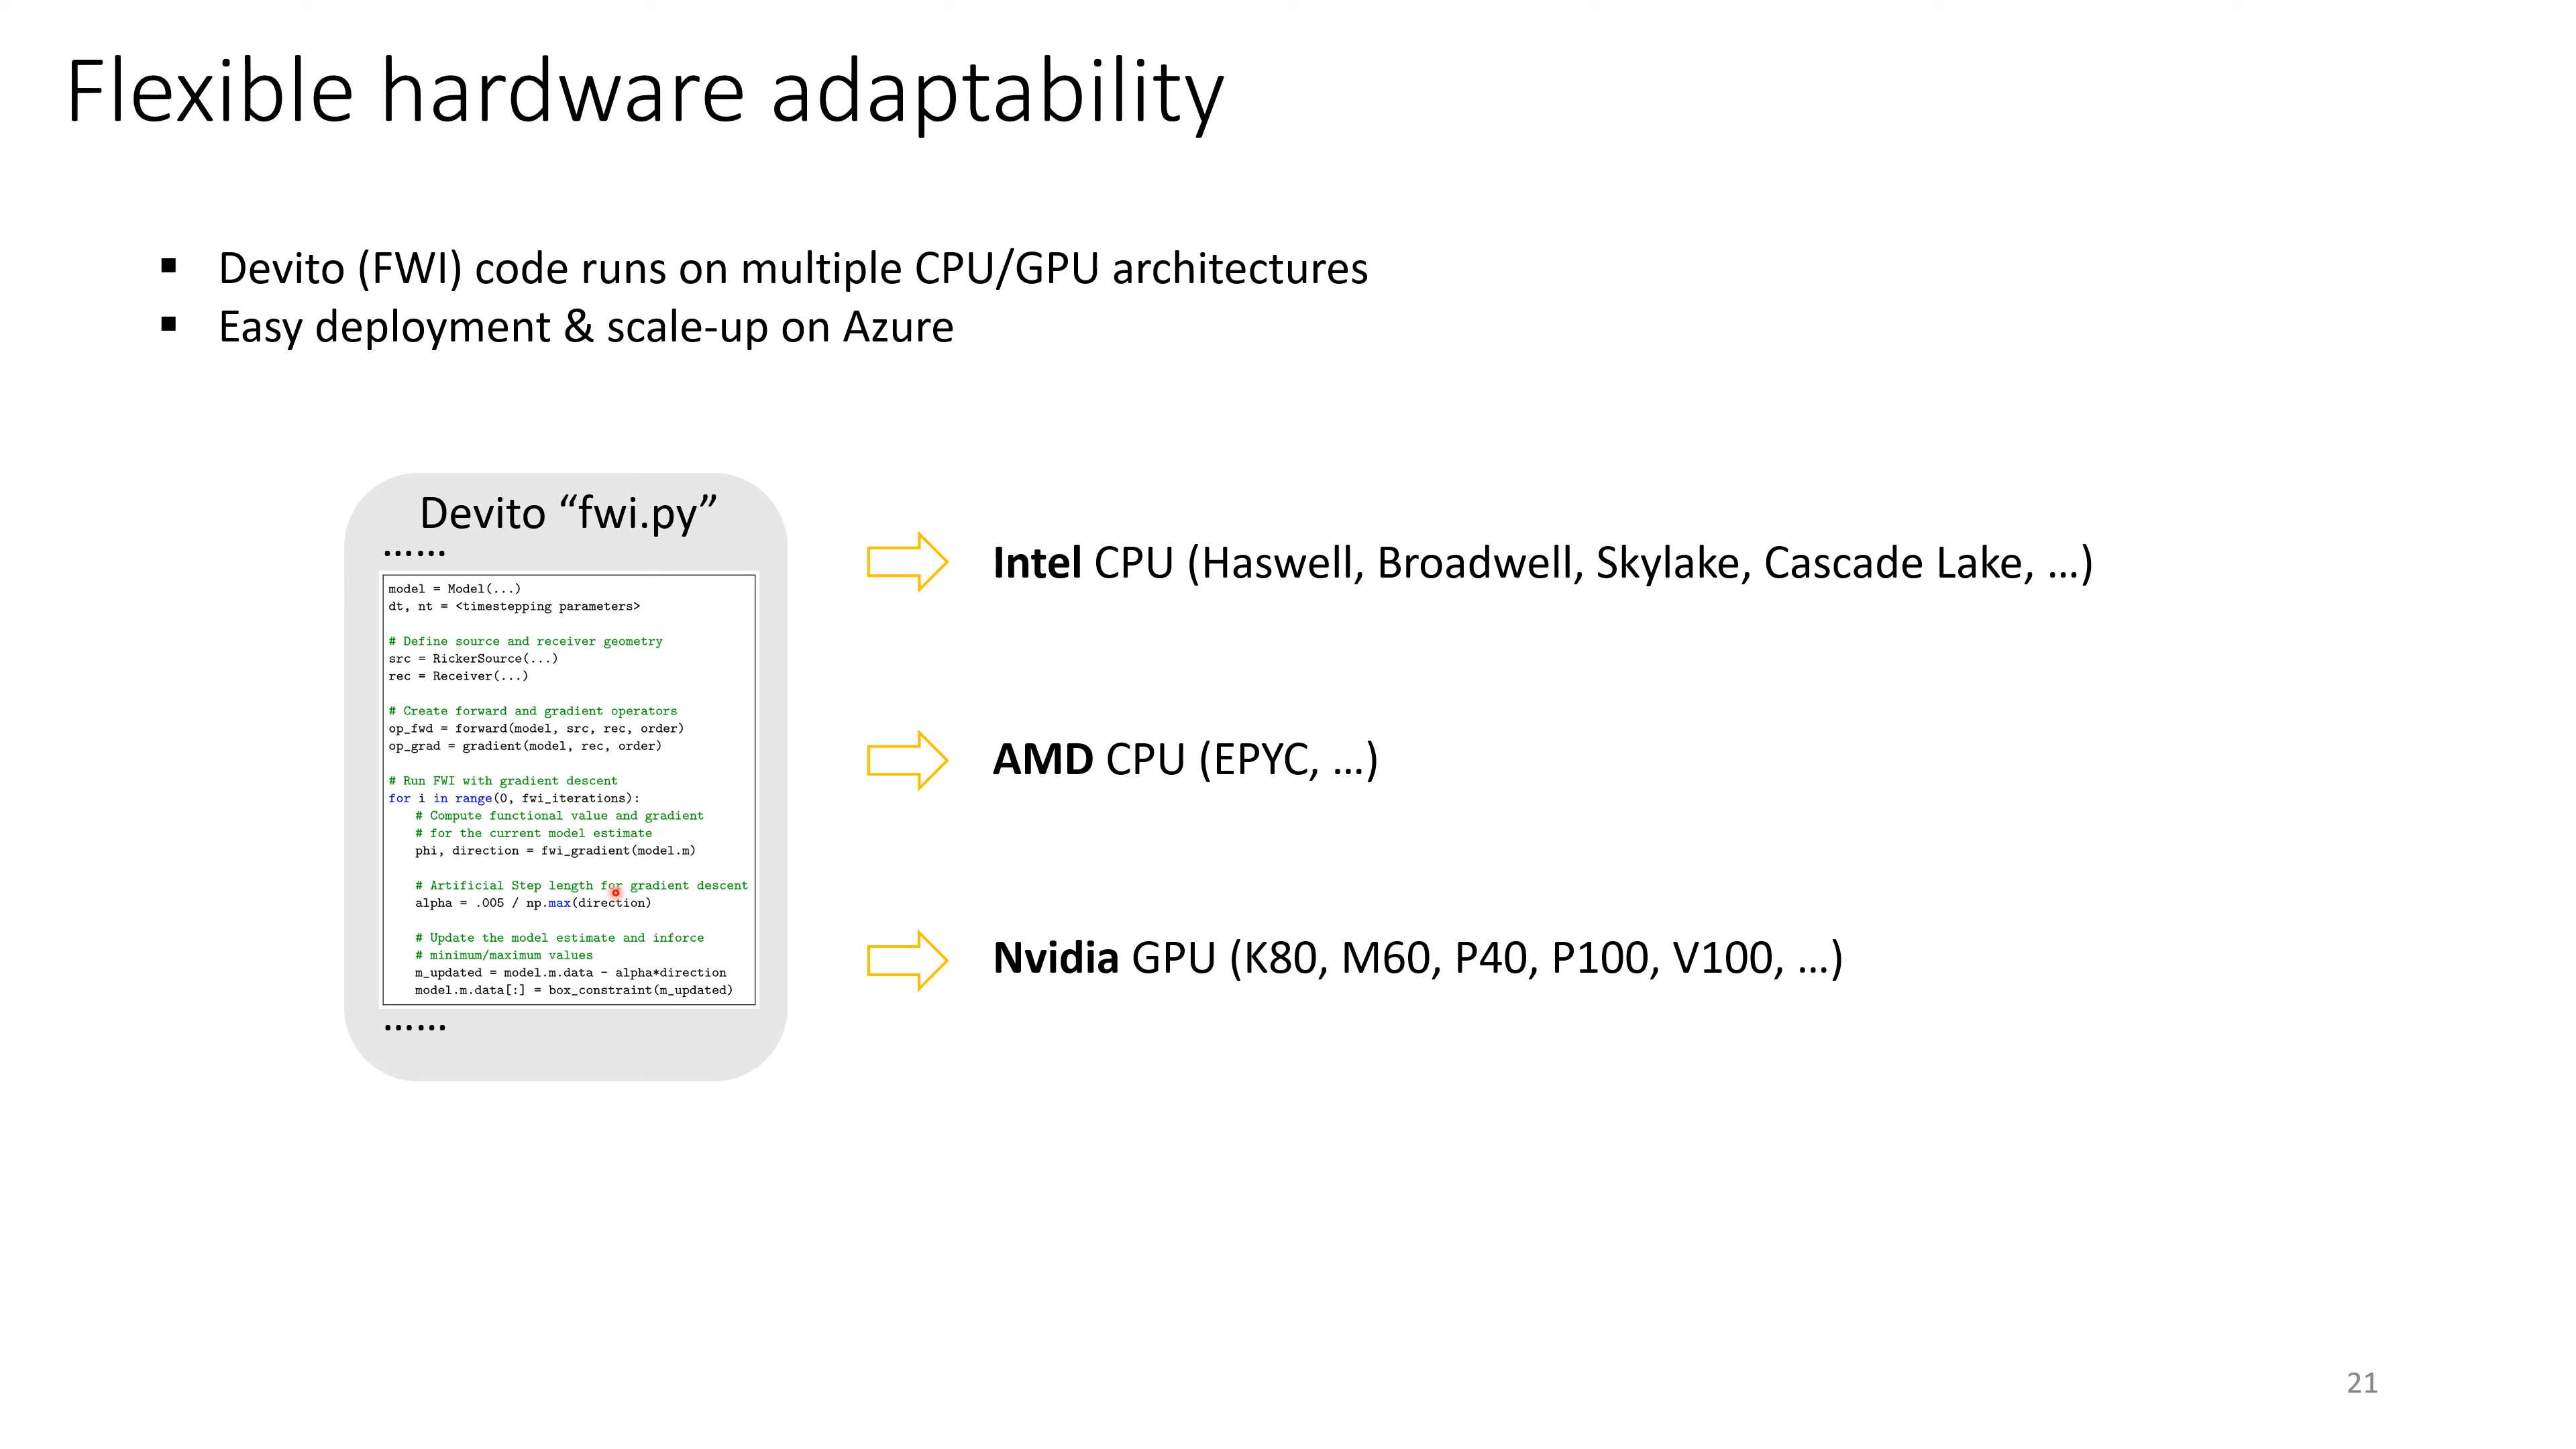 Flexible hardware adaptability
▪ Devito (FWI) code runs on multiple CPU/GPU architectures
▪ Easy deployment & scale-up on Azure
Devito “fwi.py”
……
model = Model(...)
dt, nt = <timestepping parameters>
# Define source and receiver geometry
src = RickerSource(...)
rec = Receiver(...)
# Create forward and gradient operators
op_fwd = forward(model, src, rec, order)
op_grad = gradient(model, rec, order)
# Run FWI with gradient descent
for i in range(0, fwi_iterations):
    # Compute functional value and gradient
    # for the current model estimate
    phi, direction = fwi_gradient(model.m)
    # Artificial Step length for gradient descent
    alpha = .005 / np.max(direction)
    # Update the model estimate and inforce
    # minimum/maximum values
    m_updated = model.m.data - alpha*direction
    model.m.data[:] = box_constraint(m_updated)
……
Intel CPU (Haswell, Broadwell, Skylake, Cascade Lake, …)
AMD CPU (EPYC, …)
Nvidia GPU (K80, M60, P40, P100, V100, …)
21